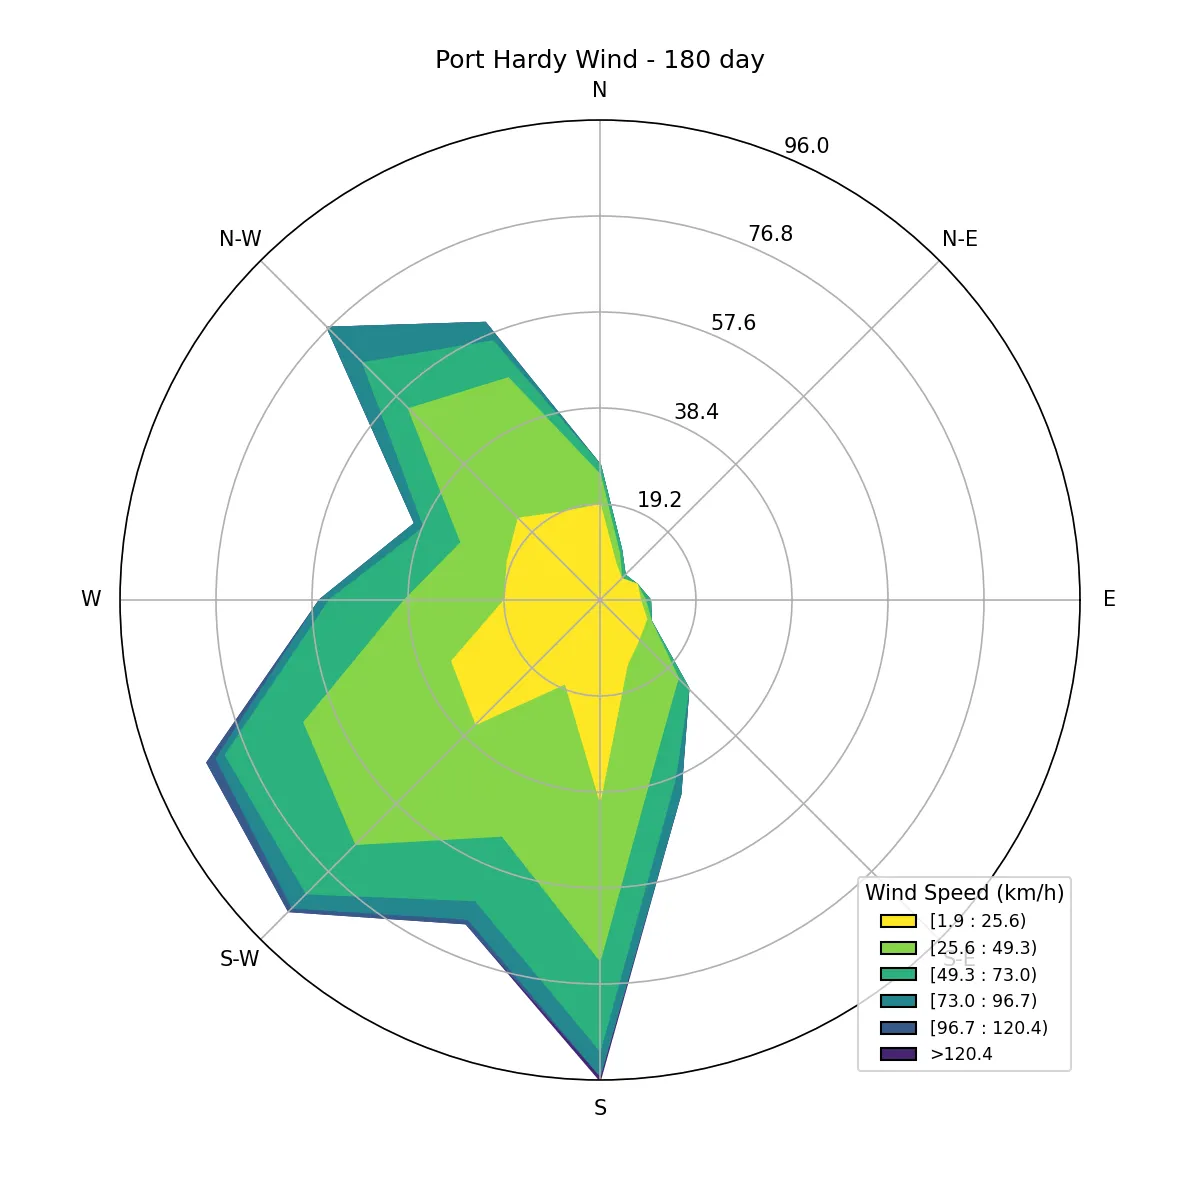 Port Hardy Wind - 180 day
N
96.0
N-W
76.8
N-E
57.6
38.4
19.2
W
E
Wind Speed (km/h)
[1.9 : 25.6)
[25.6 : 49.3)
S-W
S-E
[49.3 : 73.0)
[73.0 : 96.7)
[96.7 : 120.4)
>120.4
S